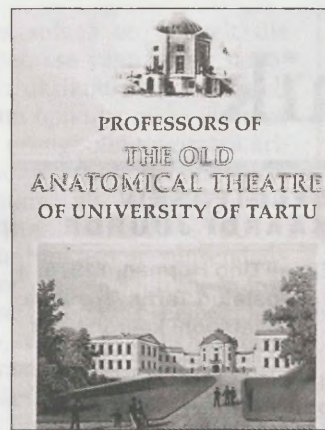 PROFESSORS OF
THE OLD
ANATOMICAL THEATRE
OF UNIVERSITY OF TARTU